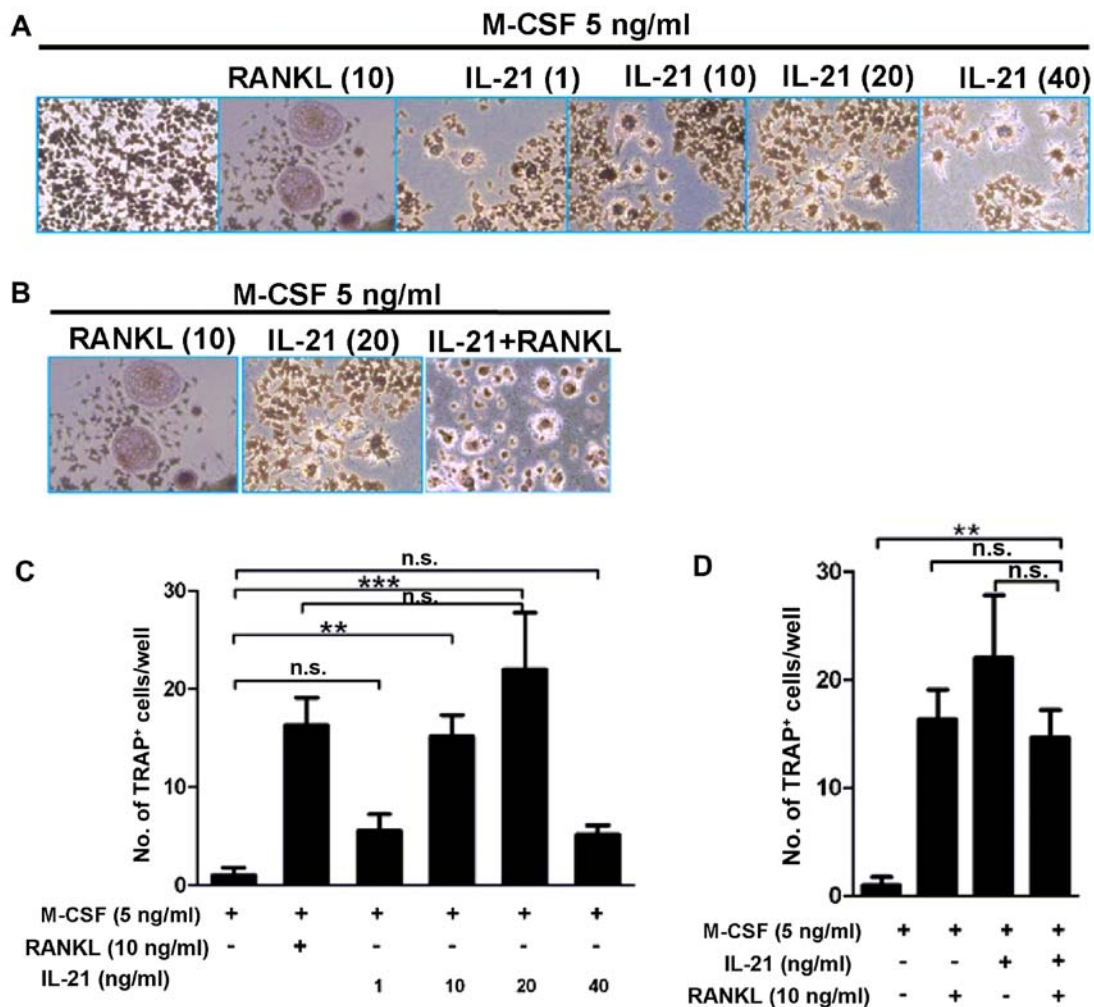 A
M-CSF 5 ng/ml
RANKL (10) IL-21 (1) IL-21 (10) IL-21 (20) IL-21 (40)
B
M-CSF 5 ng/ml
RANKL (10) IL-21 (20) IL-21+RANKL
C
n.s.
***
n.s.
**
n.s.
No. of TRAP⁺ cells/well
30
20
10
0
M-CSF (5 ng/ml) + + + + + +
RANKL (10 ng/ml) - + - - - -
IL-21 (ng/ml) 1 10 20 40
D
**
n.s.
n.s.
No. of TRAP⁺ cells/well
30
20
10
0
M-CSF (5 ng/ml) + + + +
IL-21 (ng/ml) - - + +
RANKL (10 ng/ml) - + - +